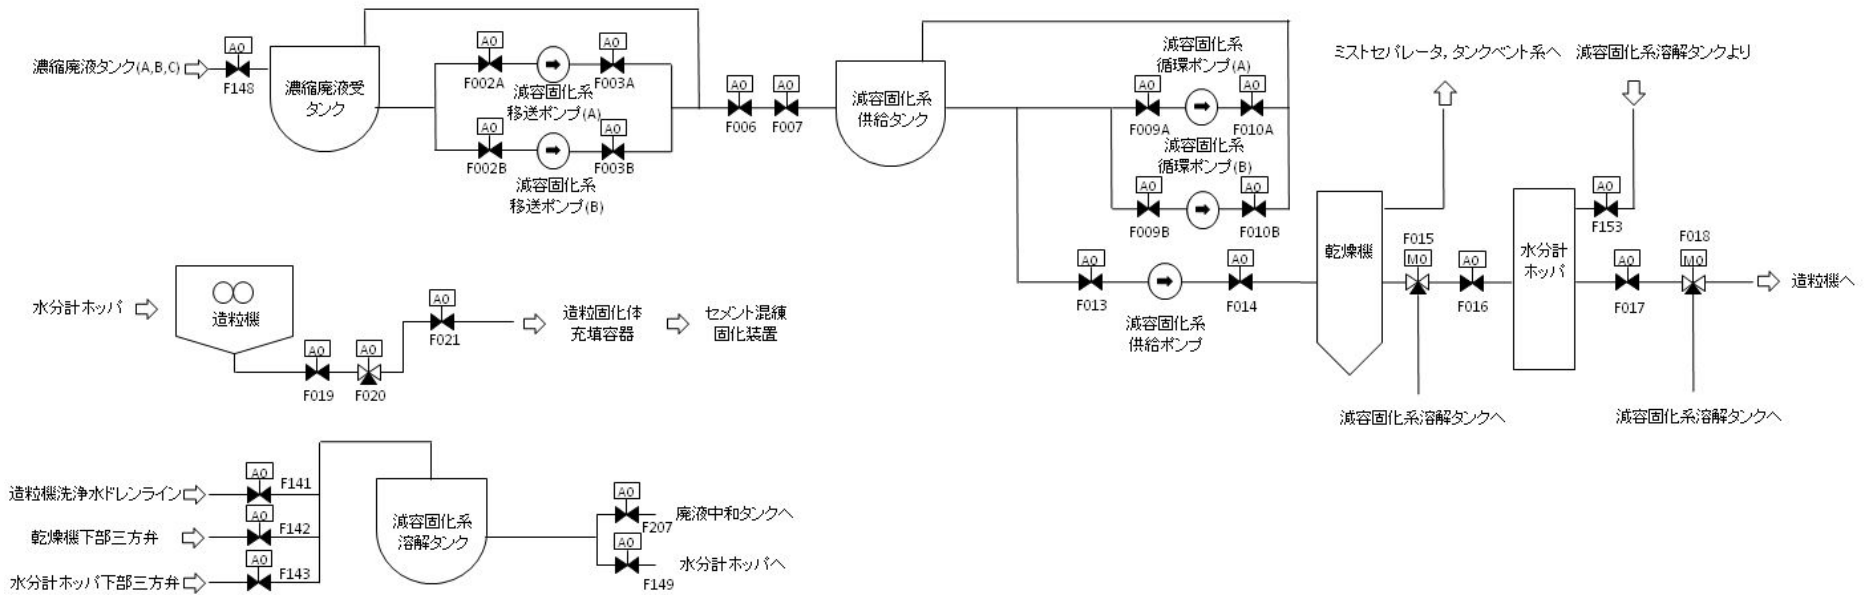 濃縮廃液タンク(A,B,C)
AO
F148
濃縮廃液受
タンク
AO
F002A
AO
F003A
減容固化系
移送ポンプ(A)
AO
F002B
AO
F003B
減容固化系
移送ポンプ(B)
AO
F006
AO
F007
減容固化系
供給タンク
減容固化系
循環ポンプ(A)
AO
F009A
AO
F010A
減容固化系
循環ポンプ(B)
AO
F009B
AO
F010B
AO
F013
AO
F014
減容固化系
供給ポンプ
ミストセパレータ,タンクベント系へ
減容固化系溶解タンクより
乾燥機
F015
MO
AO
F016
水分計
ホッパ
AO
F153
AO
F017
F018
MO
造粒機へ
減容固化系溶解タンクへ
減容固化系溶解タンクへ
水分計ホッパ
造粒機
AO
F019
AO
F020
AO
F021
造粒固化体
充填容器
セメント混練
固化装置
造粒機洗浄水ドレンライン
AO
F141
乾燥機下部三方弁
AO
F142
水分計ホッパ下部三方弁
AO
F143
減容固化系
溶解タンク
AO
F207
廃液中和タンクへ
AO
F149
水分計ホッパへ